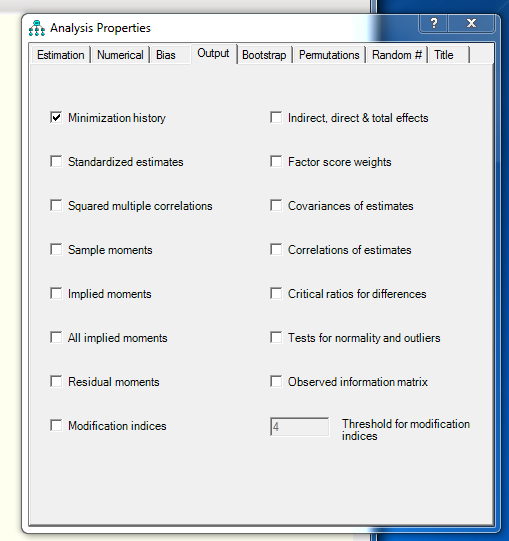 Analysis Properties
? X
Estimation Numerical Bias Output Bootstrap Permutations Random # Title
Minimization history Indirect, direct & total effects
Standardized estimates Factor score weights
Squared multiple correlations Covariances of estimates
Sample moments Correlations of estimates
Implied moments Critical ratios for differences
All implied moments Tests for normality and outliers
Residual moments Observed information matrix
Modification indices 4 Threshold for modification
indices